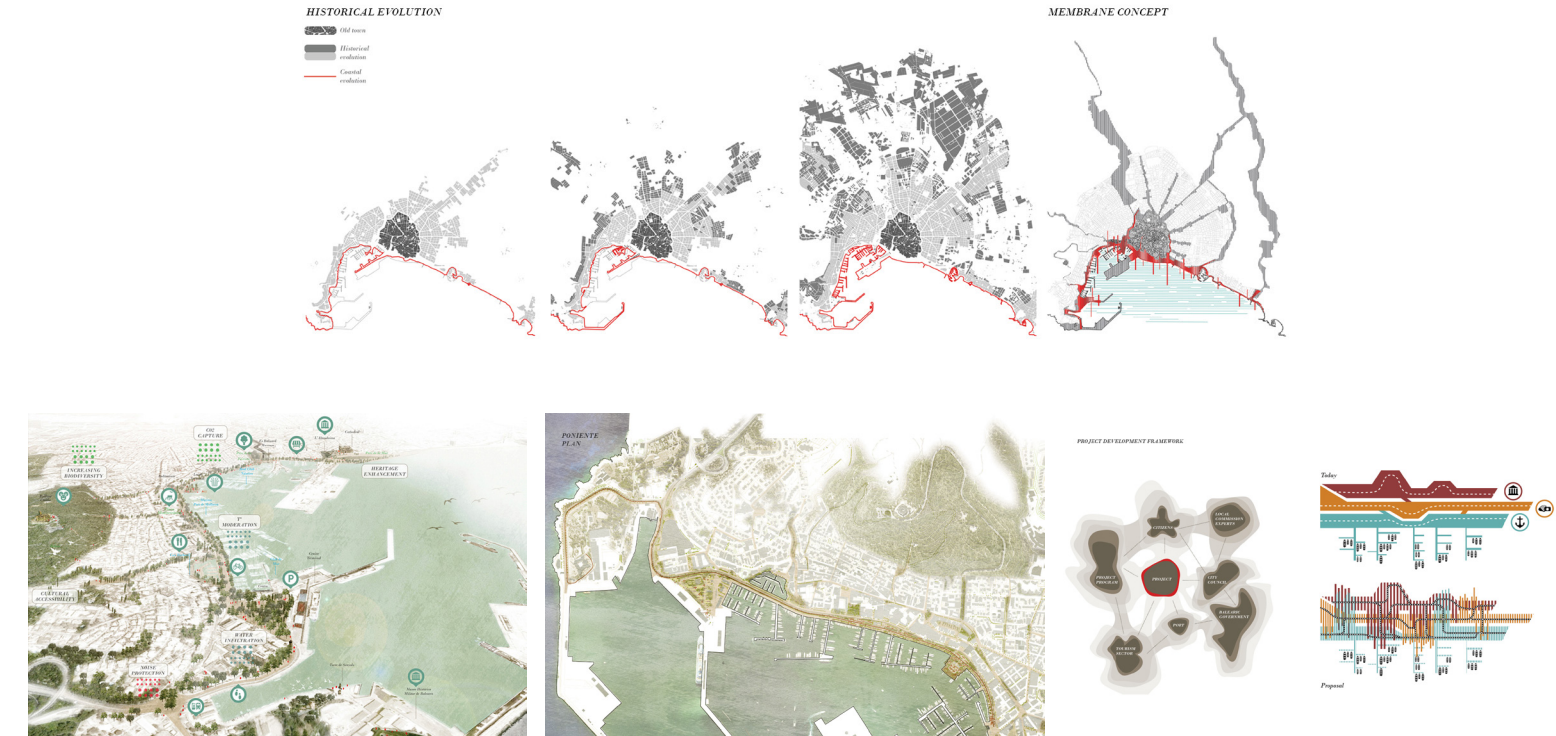 HISTORICAL EVOLUTION
Old town
Historical
evolution
Coastal
evolution
MEMBRANE CONCEPT
CO2
CAPTURE
INCREASING
BIODIVERSITY
HERITAGE
ENHANCEMENT
Tº
MODERATION
CULTURAL
ACCESSIBILITY
WATER
INFILTRATION
NOISE
PROTECTION
P
PONIENTE
PLAN
PROJECT DEVELOPMENT FRAMEWORK
CITIZENS
LOCAL
COMMISSION
EXPERTS
PROJECT
PROGRAM
PROJECT
CITY
COUNCIL
BALEARIC
GOVERNMENT
PORT
TOURISM
SECTOR
Today
Proposal